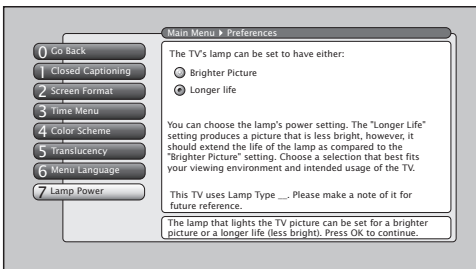 Main Menu ▶ Preferences
0 Go Back
1 Closed Captioning
2 Screen Format
3 Time Menu
4 Color Scheme
5 Translucency
6 Menu Language
7 Lamp Power
The TV's lamp can be set to have either:
Brighter Picture
Longer life
You can choose the lamp's power setting. The "Longer Life"
setting produces a picture that is less bright, however, it
should extend the life of the lamp as compared to the
"Brighter Picture" setting. Choose a selection that best fits
your viewing environment and intended usage of the TV.
This TV uses Lamp Type __. Please make a note of it for
future reference.
The lamp that lights the TV picture can be set for a brighter
picture or a longer life (less bright). Press OK to continue.